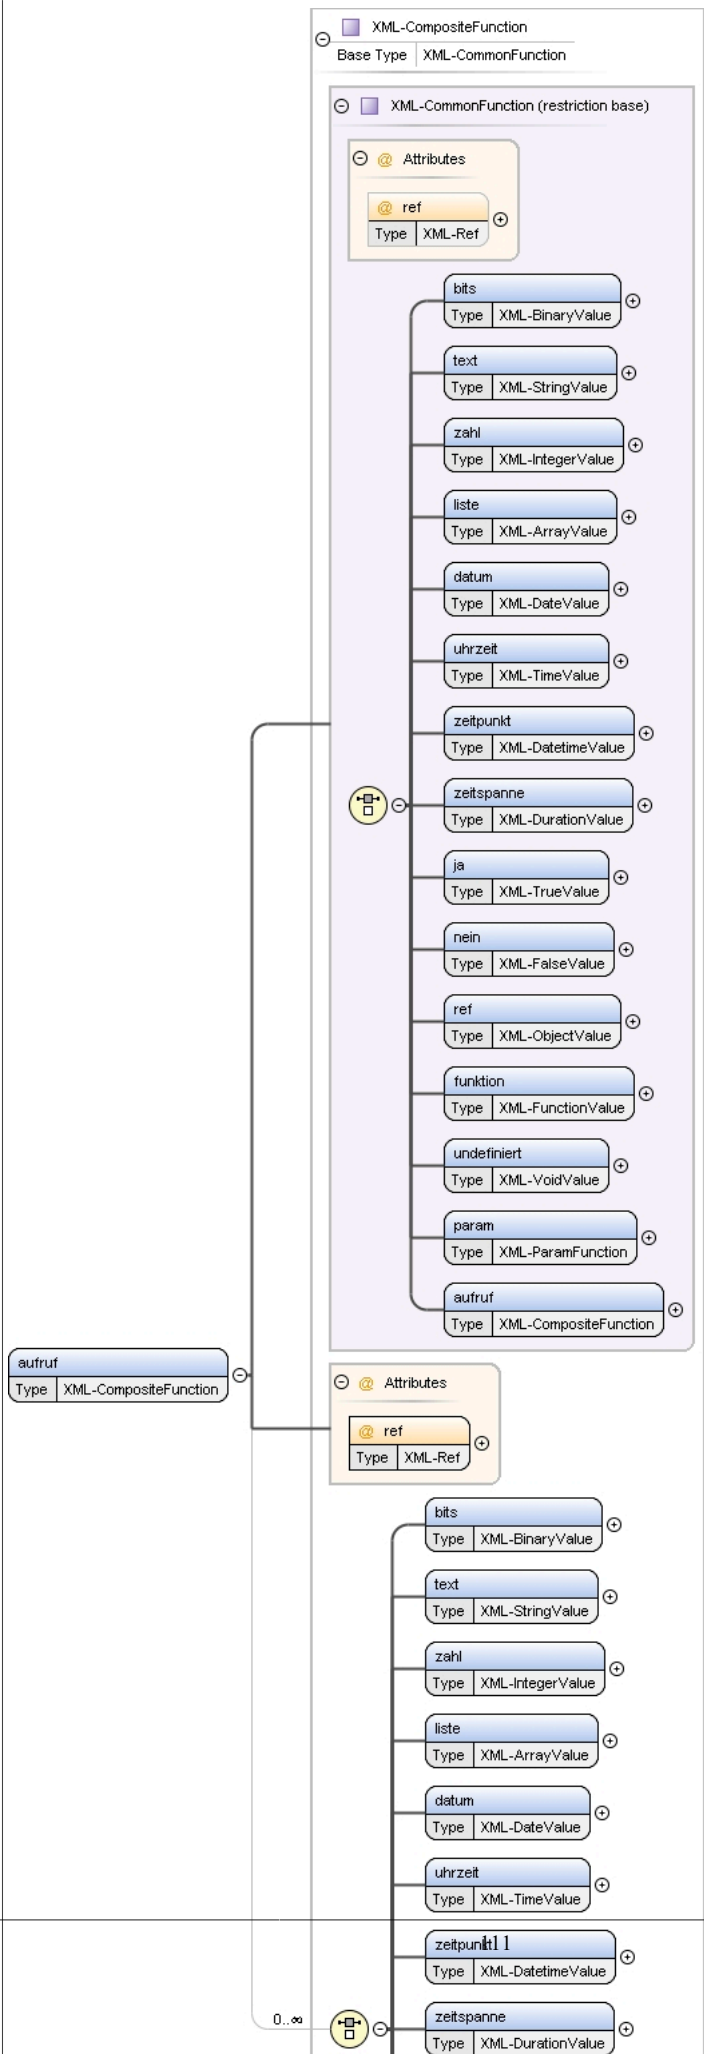 XML-CompositeFunction
Base Type XML-CommonFunction
XML-CommonFunction (restriction base)
@ Attributes
@ ref
Type XML-Ref
bits
Type XML-BinaryValue
text
Type XML-StringValue
zahl
Type XML-IntegerValue
liste
Type XML-ArrayValue
datum
Type XML-DateValue
uhrzeit
Type XML-TimeValue
zeitpunkt
Type XML-DatetimeValue
zeitspanne
Type XML-DurationValue
ja
Type XML-TrueValue
nein
Type XML-FalseValue
ref
Type XML-ObjectValue
funktion
Type XML-FunctionValue
undefiniert
Type XML-VoidValue
param
Type XML-ParamFunction
aufruf
Type XML-CompositeFunction
aufruf
Type XML-CompositeFunction
@ Attributes
@ ref
Type XML-Ref
bits
Type XML-BinaryValue
text
Type XML-StringValue
zahl
Type XML-IntegerValue
liste
Type XML-ArrayValue
datum
Type XML-DateValue
uhrzeit
Type XML-TimeValue
zeitpunkt
111
Type XML-DatetimeValue
0..∞
zeitspanne
Type XML-DurationValue